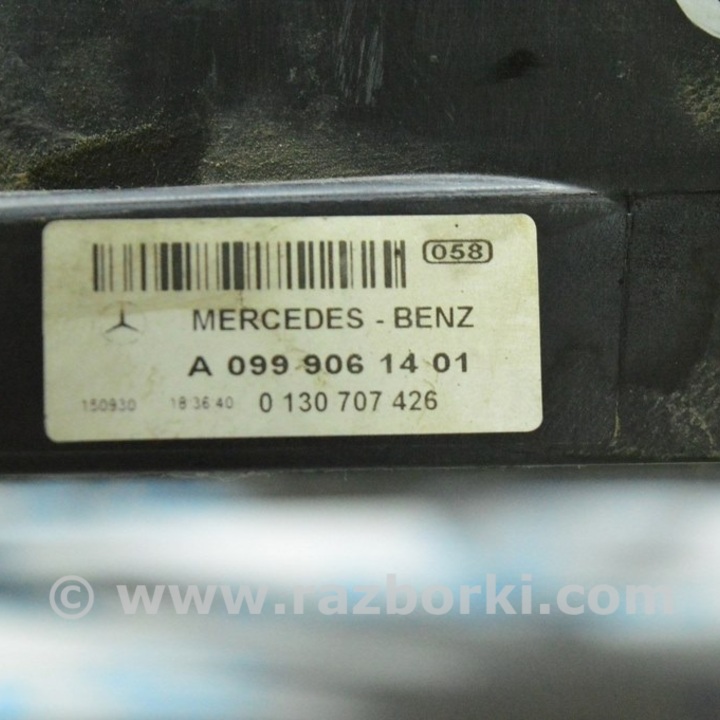 058
MERCEDES - BENZ
A 099 906 14 01
150930 18:36:40 0 130 707 426
© www.razborki.com